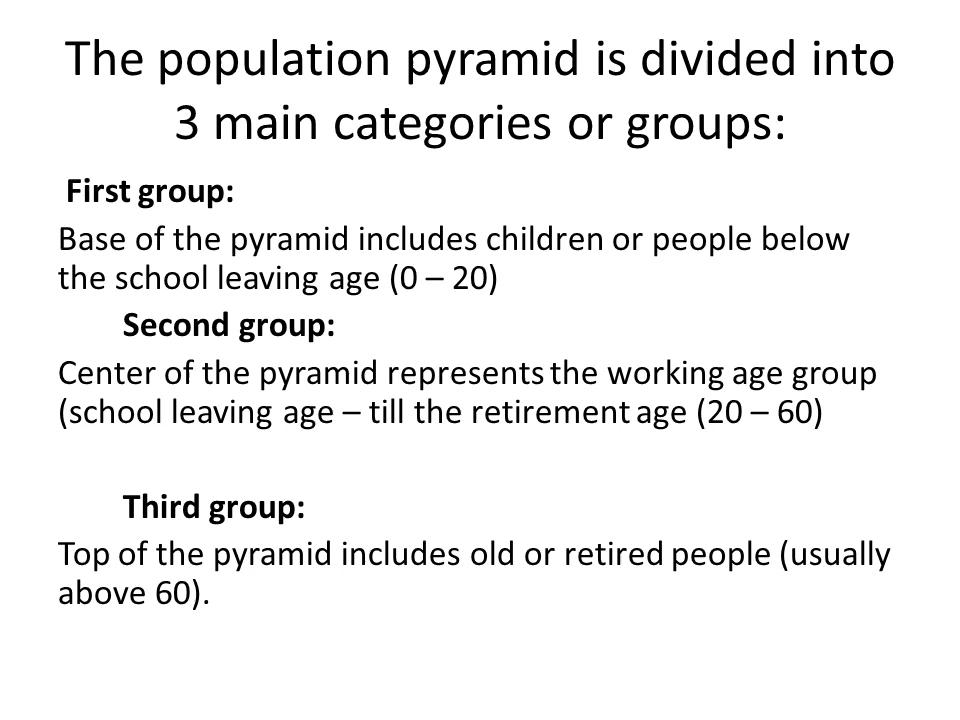 The population pyramid is divided into
3 main categories or groups:
First group:
Base of the pyramid includes children or people below
the school leaving age (0 – 20)
Second group:
Center of the pyramid represents the working age group
(school leaving age – till the retirement age (20 – 60)
Third group:
Top of the pyramid includes old or retired people (usually
above 60).